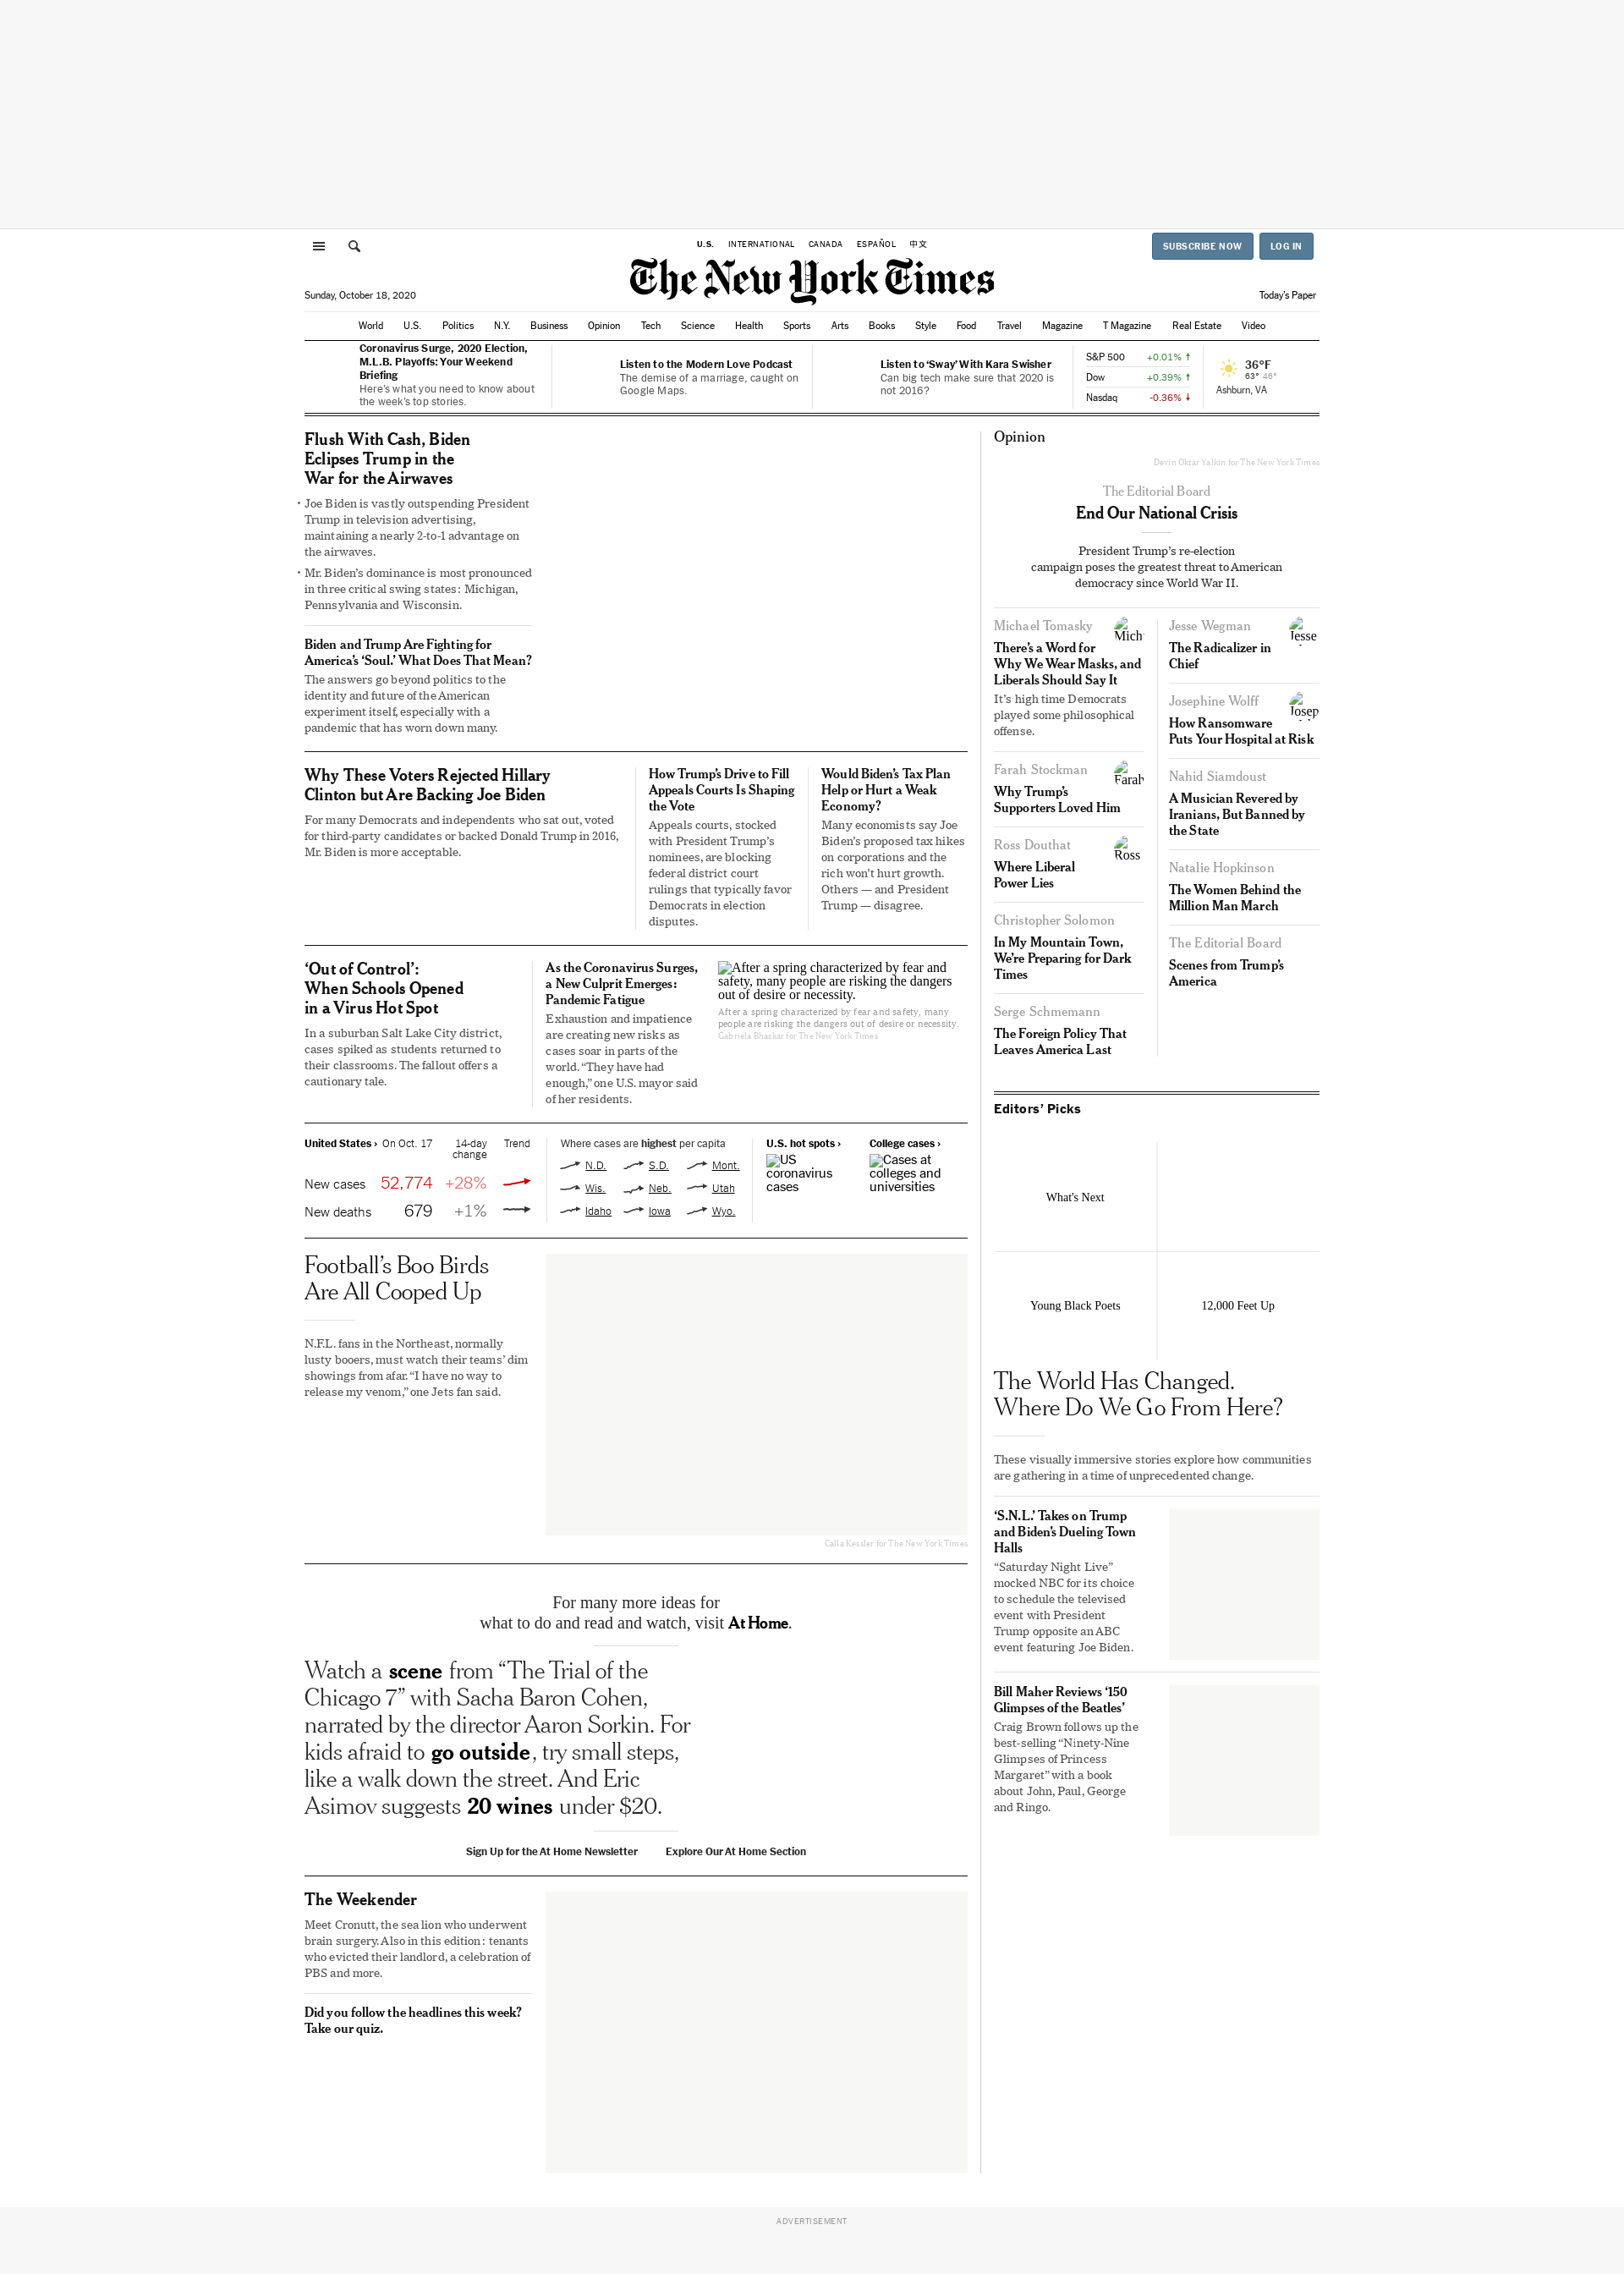 U.S. INTERNATIONAL CANADA ESPAÑOL 中文
SUBSCRIBE NOW LOG IN
The New York Times
Sunday, October 18, 2020
Today's Paper
World U.S. Politics N.Y. Business Opinion Tech Science Health Sports Arts Books Style Food Travel Magazine T Magazine Real Estate Video
Coronavirus Surge, 2020 Election,
M.L.B. Playoffs: Your Weekend
Briefing
Here's what you need to know about
the week's top stories.
Listen to the Modern Love Podcast
The demise of a marriage, caught on
Google Maps.
Listen to ‘Sway’ With Kara Swisher
Can big tech make sure that 2020 is
not 2016?
S&P 500 +0.01% ↑
Dow +0.39% ↑
Nasdaq -0.36% ↓
36°F
63° 46°
Ashburn, VA
Flush With Cash, Biden
Eclipses Trump in the
War for the Airwaves
• Joe Biden is vastly outspending President
Trump in television advertising,
maintaining a nearly 2-to-1 advantage on
the airwaves.
• Mr. Biden’s dominance is most pronounced
in three critical swing states: Michigan,
Pennsylvania and Wisconsin.
Biden and Trump Are Fighting for
America’s ‘Soul.’ What Does That Mean?
The answers go beyond politics to the
identity and future of the American
experiment itself, especially with a
pandemic that has worn down many.
Why These Voters Rejected Hillary
Clinton but Are Backing Joe Biden
For many Democrats and independents who sat out, voted
for third-party candidates or backed Donald Trump in 2016,
Mr. Biden is more acceptable.
How Trump’s Drive to Fill
Appeals Courts Is Shaping
the Vote
Appeals courts, stocked
with President Trump’s
nominees, are blocking
federal district court
rulings that typically favor
Democrats in election
disputes.
Would Biden’s Tax Plan
Help or Hurt a Weak
Economy?
Many economists say Joe
Biden’s proposed tax hikes
on corporations and the
rich won’t hurt growth.
Others — and President
Trump — disagree.
‘Out of Control’:
When Schools Opened
in a Virus Hot Spot
In a suburban Salt Lake City district,
cases spiked as students returned to
their classrooms. The fallout offers a
cautionary tale.
As the Coronavirus Surges,
a New Culprit Emerges:
Pandemic Fatigue
Exhaustion and impatience
are creating new risks as
cases soar in parts of the
world. “They have had
enough,” one U.S. mayor said
of her residents.
After a spring characterized by fear and
safety, many people are risking the dangers
out of desire or necessity.
After a spring characterized by fear and safety, many
people are risking the dangers out of desire or necessity.
Gabriela Bhaskar for The New York Times
United States › On Oct. 17 14-day
change Trend
New cases 52,774 +28%
New deaths 679 +1%
Where cases are highest per capita
N.D. S.D. Mont.
Wis. Neb. Utah
Idaho Iowa Wyo.
U.S. hot spots ›
US
coronavirus
cases
College cases ›
Cases at
colleges and
universities
Football’s Boo Birds
Are All Cooped Up
N.F.L. fans in the Northeast, normally
lusty booers, must watch their teams’ dim
showings from afar. “I have no way to
release my venom,” one Jets fan said.
Calla Kessler for The New York Times
For many more ideas for
what to do and read and watch, visit At Home.
Watch a scene from “The Trial of the
Chicago 7” with Sacha Baron Cohen,
narrated by the director Aaron Sorkin. For
kids afraid to go outside, try small steps,
like a walk down the street. And Eric
Asimov suggests 20 wines under $20.
Sign Up for the At Home Newsletter Explore Our At Home Section
The Weekender
Meet Cronutt, the sea lion who underwent
brain surgery. Also in this edition: tenants
who evicted their landlord, a celebration of
PBS and more.
Did you follow the headlines this week?
Take our quiz.
Opinion
Devin Oktar Yalkin for The New York Times
The Editorial Board
End Our National Crisis
President Trump’s re-election
campaign poses the greatest threat to American
democracy since World War II.
Michael Tomasky
Mich
There’s a Word for
Why We Wear Masks, and
Liberals Should Say It
It’s high time Democrats
played some philosophical
offense.
Farah Stockman
Farah
Why Trump’s
Supporters Loved Him
Ross Douthat
Ross
Where Liberal
Power Lies
Christopher Solomon
In My Mountain Town,
We’re Preparing for Dark
Times
Serge Schmemann
The Foreign Policy That
Leaves America Last
Jesse Wegman
Jesse
The Radicalizer in
Chief
Josephine Wolff
Josep
How Ransomware
Puts Your Hospital at Risk
Nahid Siamdoust
A Musician Revered by
Iranians, But Banned by
the State
Natalie Hopkinson
The Women Behind the
Million Man March
The Editorial Board
Scenes from Trump’s
America
Editors’ Picks
What's Next
Young Black Poets
12,000 Feet Up
The World Has Changed.
Where Do We Go From Here?
These visually immersive stories explore how communities
are gathering in a time of unprecedented change.
‘S.N.L.’ Takes on Trump
and Biden’s Dueling Town
Halls
“Saturday Night Live”
mocked NBC for its choice
to schedule the televised
event with President
Trump opposite an ABC
event featuring Joe Biden.
Bill Maher Reviews ‘150
Glimpses of the Beatles’
Craig Brown follows up the
best-selling “Ninety-Nine
Glimpses of Princess
Margaret” with a book
about John, Paul, George
and Ringo.
ADVERTISEMENT